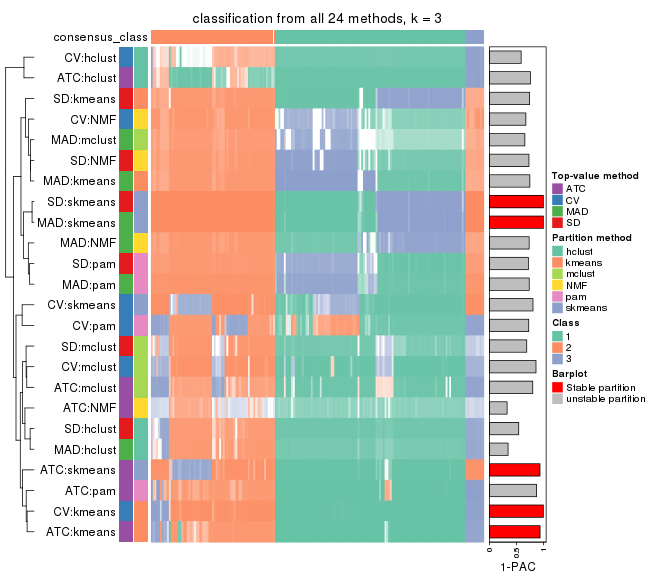 classification from all 24 methods, k = 3
consensus_class
CV:hclust
ATC:hclust
SD:kmeans
CV:NMF
MAD:mclust
SD:NMF
MAD:kmeans
SD:skmeans
MAD:skmeans
MAD:NMF
SD:pam
MAD:pam
CV:skmeans
CV:pam
SD:mclust
CV:mclust
ATC:mclust
ATC:NMF
SD:hclust
MAD:hclust
ATC:skmeans
ATC:pam
CV:kmeans
ATC:kmeans
0
0.5
1
1-PAC
Top-value method
ATC
CV
MAD
SD
Partition method
hclust
kmeans
mclust
NMF
pam
skmeans
Class
1
2
3
Barplot
Stable partition
unstable partition